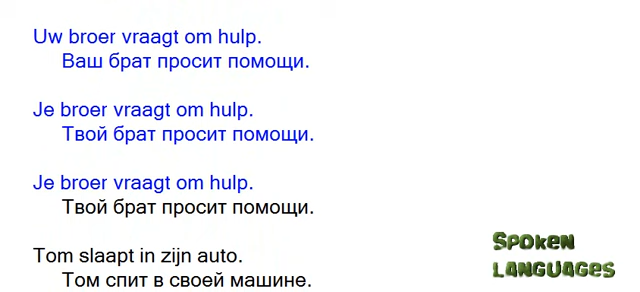 Uw broer vraagt om hulp.
Ваш брат просит помощи.
Je broer vraagt om hulp.
Твой брат просит помощи.
Je broer vraagt om hulp.
Твой брат просит помощи.
Tom slaapt in zijn auto.
Том спит в своей машине.
Spoken
Languages